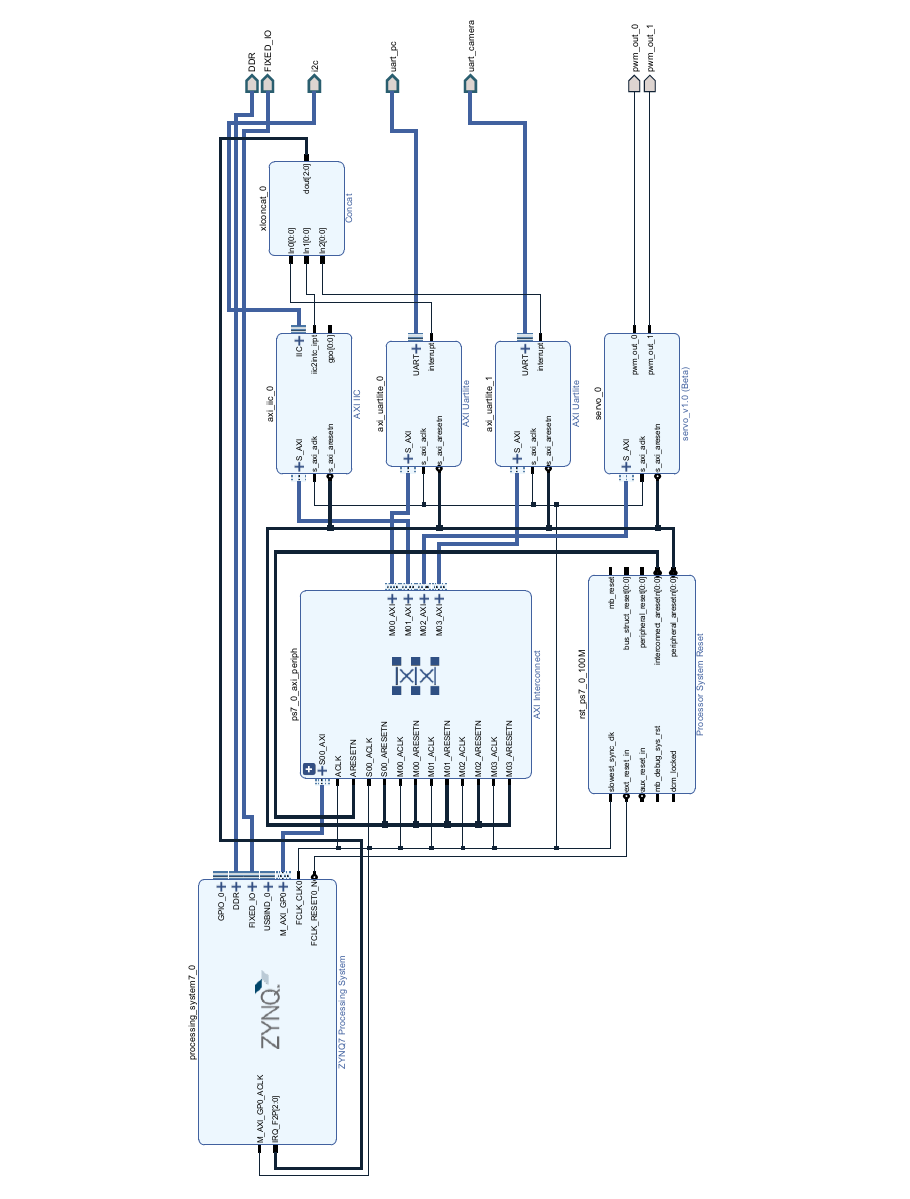 processing_system7_0
GPIO_0
DDR
FIXED_IO
USBIND_0
M_AXI_GP0
FCLK_CLK0
FCLK_RESET0_N
M_AXI_GP0_ACLK
IRQ_F2P[2:0]
ZYNQ
ZYNQ7 Processing System
ps7_0_axi_periph
S00_AXI
ACLK
ARESETN
S00_ACLK
S00_ARESETN
M00_ACLK
M00_ARESETN
M01_ACLK
M01_ARESETN
M02_ACLK
M02_ARESETN
M03_ACLK
M03_ARESETN
M00_AXI
M01_AXI
M02_AXI
M03_AXI
AXI Interconnect
rst_ps7_0_100M
slowest_sync_clk
ext_reset_in
aux_reset_in
mb_debug_sys_rst
dcm_locked
mb_reset
bus_struct_reset[0:0]
peripheral_reset[0:0]
interconnect_aresetn[0:0]
peripheral_aresetn[0:0]
Processor System Reset
axi_iic_0
S_AXI
s_axi_aclk
s_axi_aresetn
IIC
iic2intc_irpt
gpo[0:0]
AXI IIC
axi_uartlite_0
S_AXI
s_axi_aclk
s_axi_aresetn
UART
interrupt
AXI Uartlite
axi_uartlite_1
S_AXI
s_axi_aclk
s_axi_aresetn
UART
interrupt
AXI Uartlite
servo_0
S_AXI
s_axi_aclk
s_axi_aresetn
pwm_out_0
pwm_out_1
servo_v1.0 (Beta)
xlconcat_0
In0[0:0]
In1[0:0]
In2[0:0]
dout[2:0]
Concat
DDR
FIXED_IO
i2c
uart_pc
uart_camera
pwm_out_0
pwm_out_1